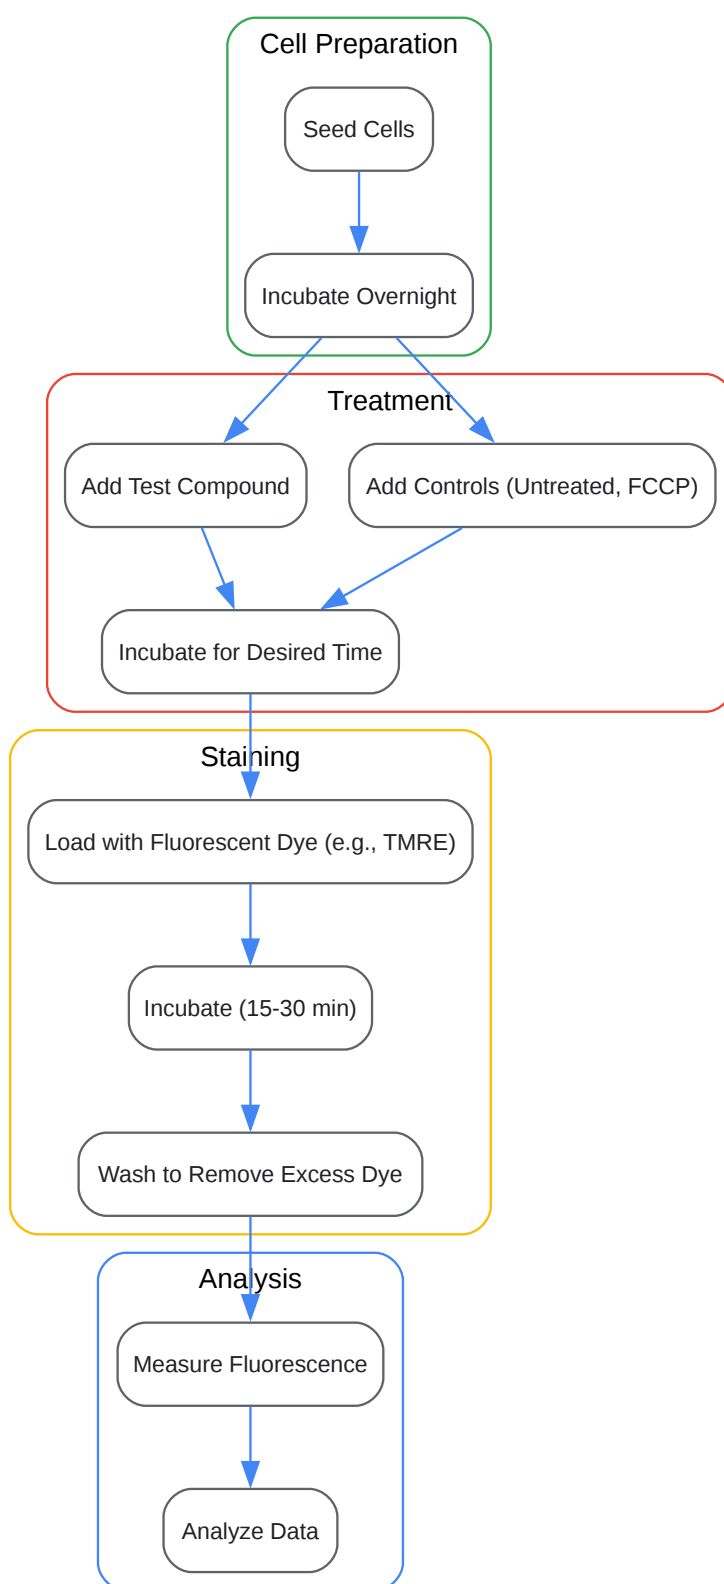 Cell Preparation
Seed Cells
Incubate Overnight
Treatment
Add Test Compound
Add Controls (Untreated, FCCP)
Incubate for Desired Time
Staining
Load with Fluorescent Dye (e.g., TMRE)
Incubate (15-30 min)
Wash to Remove Excess Dye
Analysis
Measure Fluorescence
Analyze Data